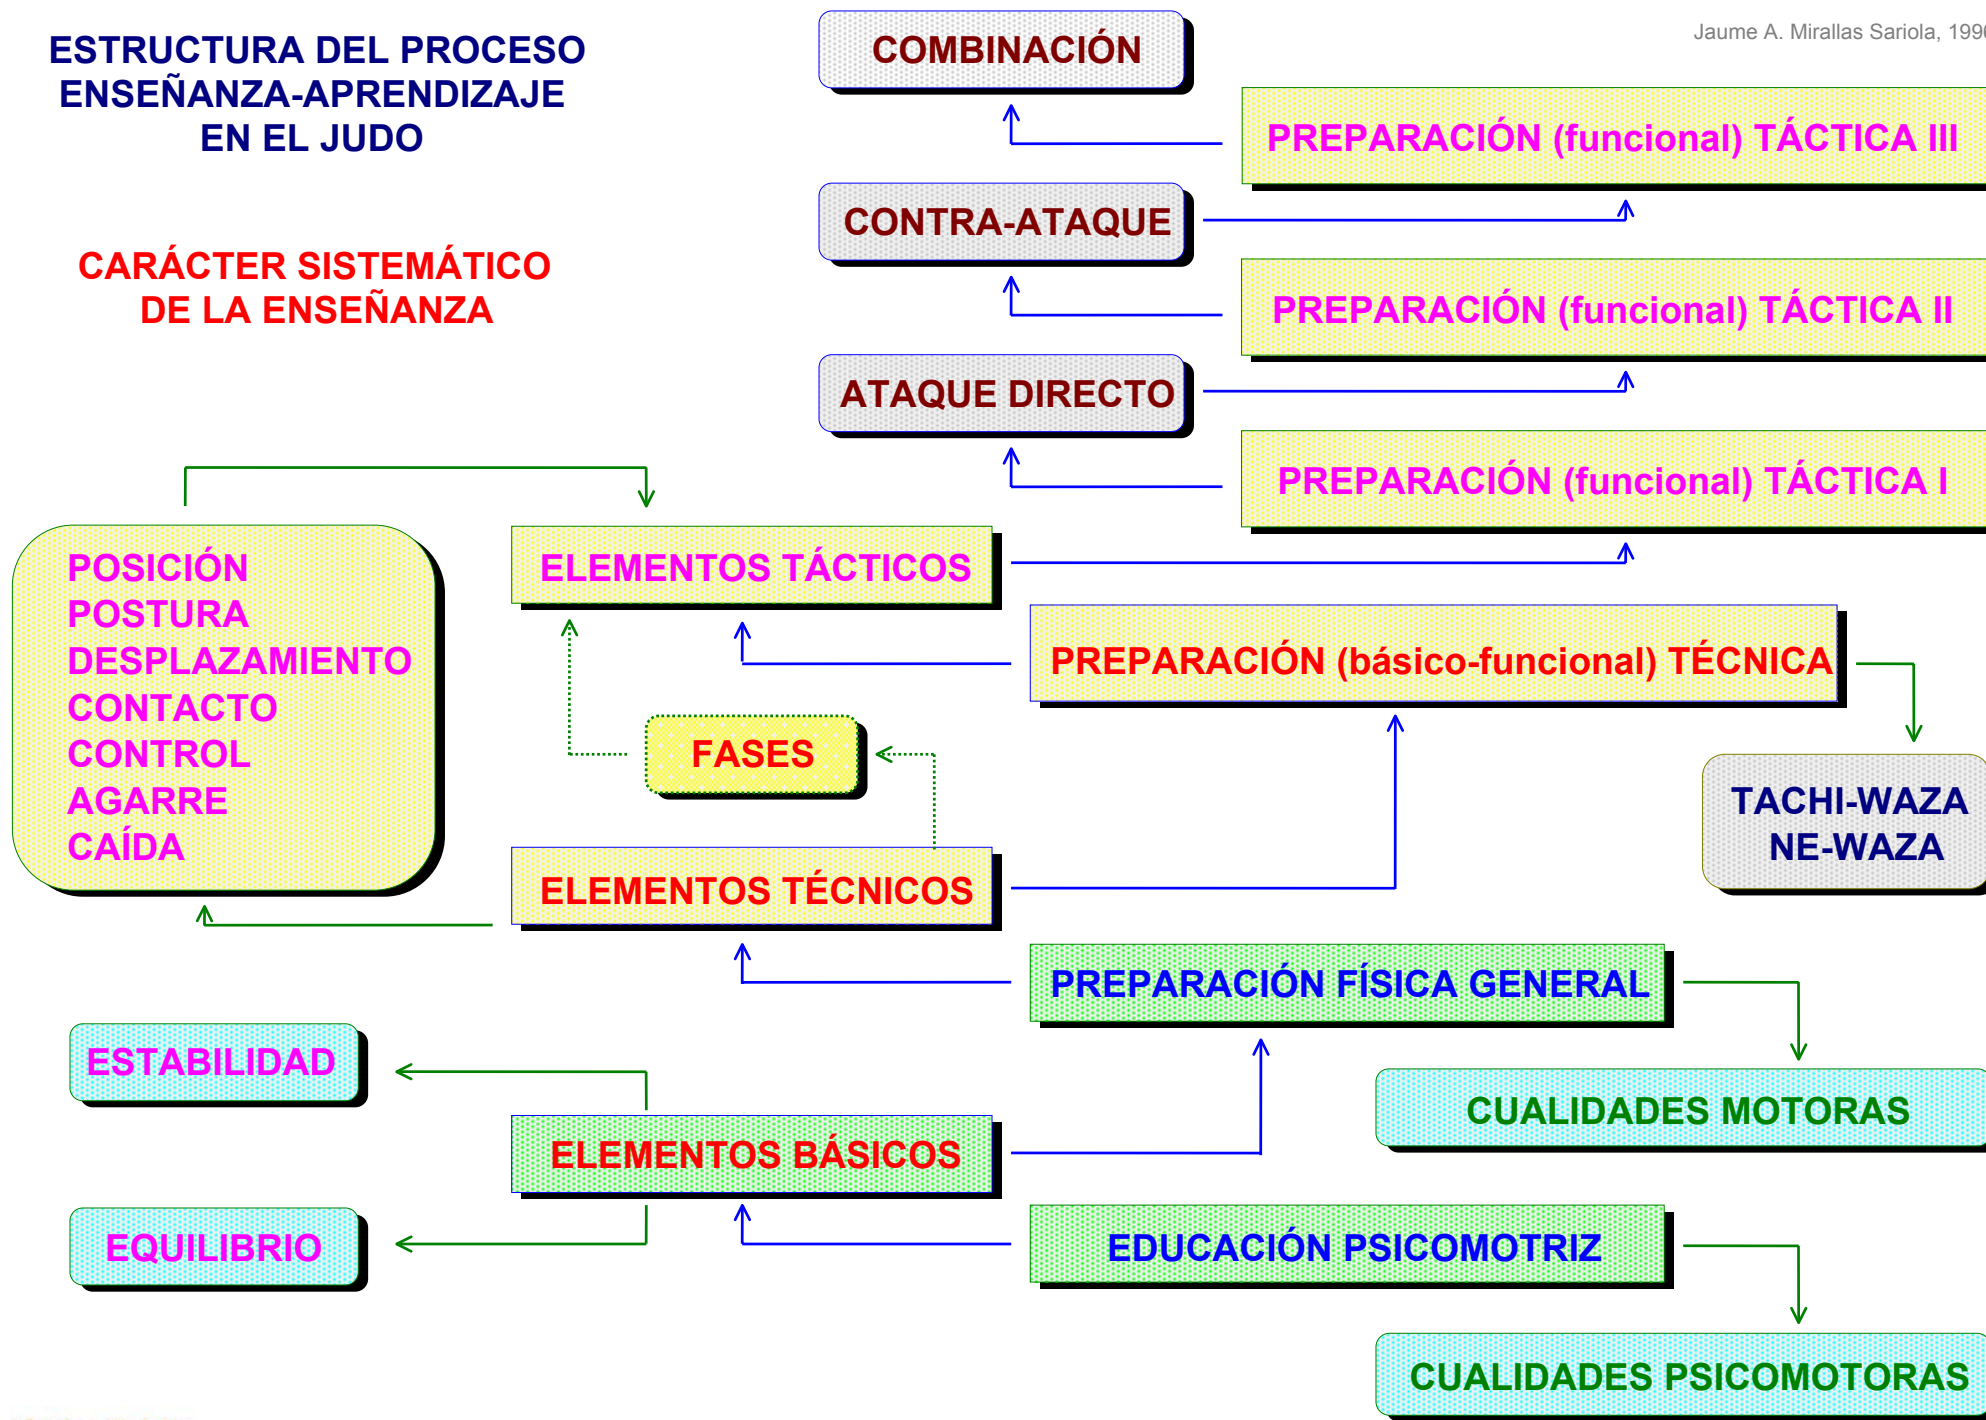 ESTRUCTURA DEL PROCESO
ENSEÑANZA-APRENDIZAJE
EN EL JUDO
CARÁCTER SISTEMÁTICO
DE LA ENSEÑANZA
Jaume A. Mirallas Sariola, 1996
COMBINACIÓN
PREPARACIÓN (funcional) TÁCTICA III
CONTRA-ATAQUE
PREPARACIÓN (funcional) TÁCTICA II
ATAQUE DIRECTO
PREPARACIÓN (funcional) TÁCTICA I
POSICIÓN
POSTURA
DESPLAZAMIENTO
CONTACTO
CONTROL
AGARRE
CAÍDA
ELEMENTOS TÁCTICOS
PREPARACIÓN (básico-funcional) TÉCNICA
FASES
TACHI-WAZA
NE-WAZA
ELEMENTOS TÉCNICOS
PREPARACIÓN FÍSICA GENERAL
ESTABILIDAD
CUALIDADES MOTORAS
ELEMENTOS BÁSICOS
EQUILIBRIO
EDUCACIÓN PSICOMOTRIZ
CUALIDADES PSICOMOTORAS